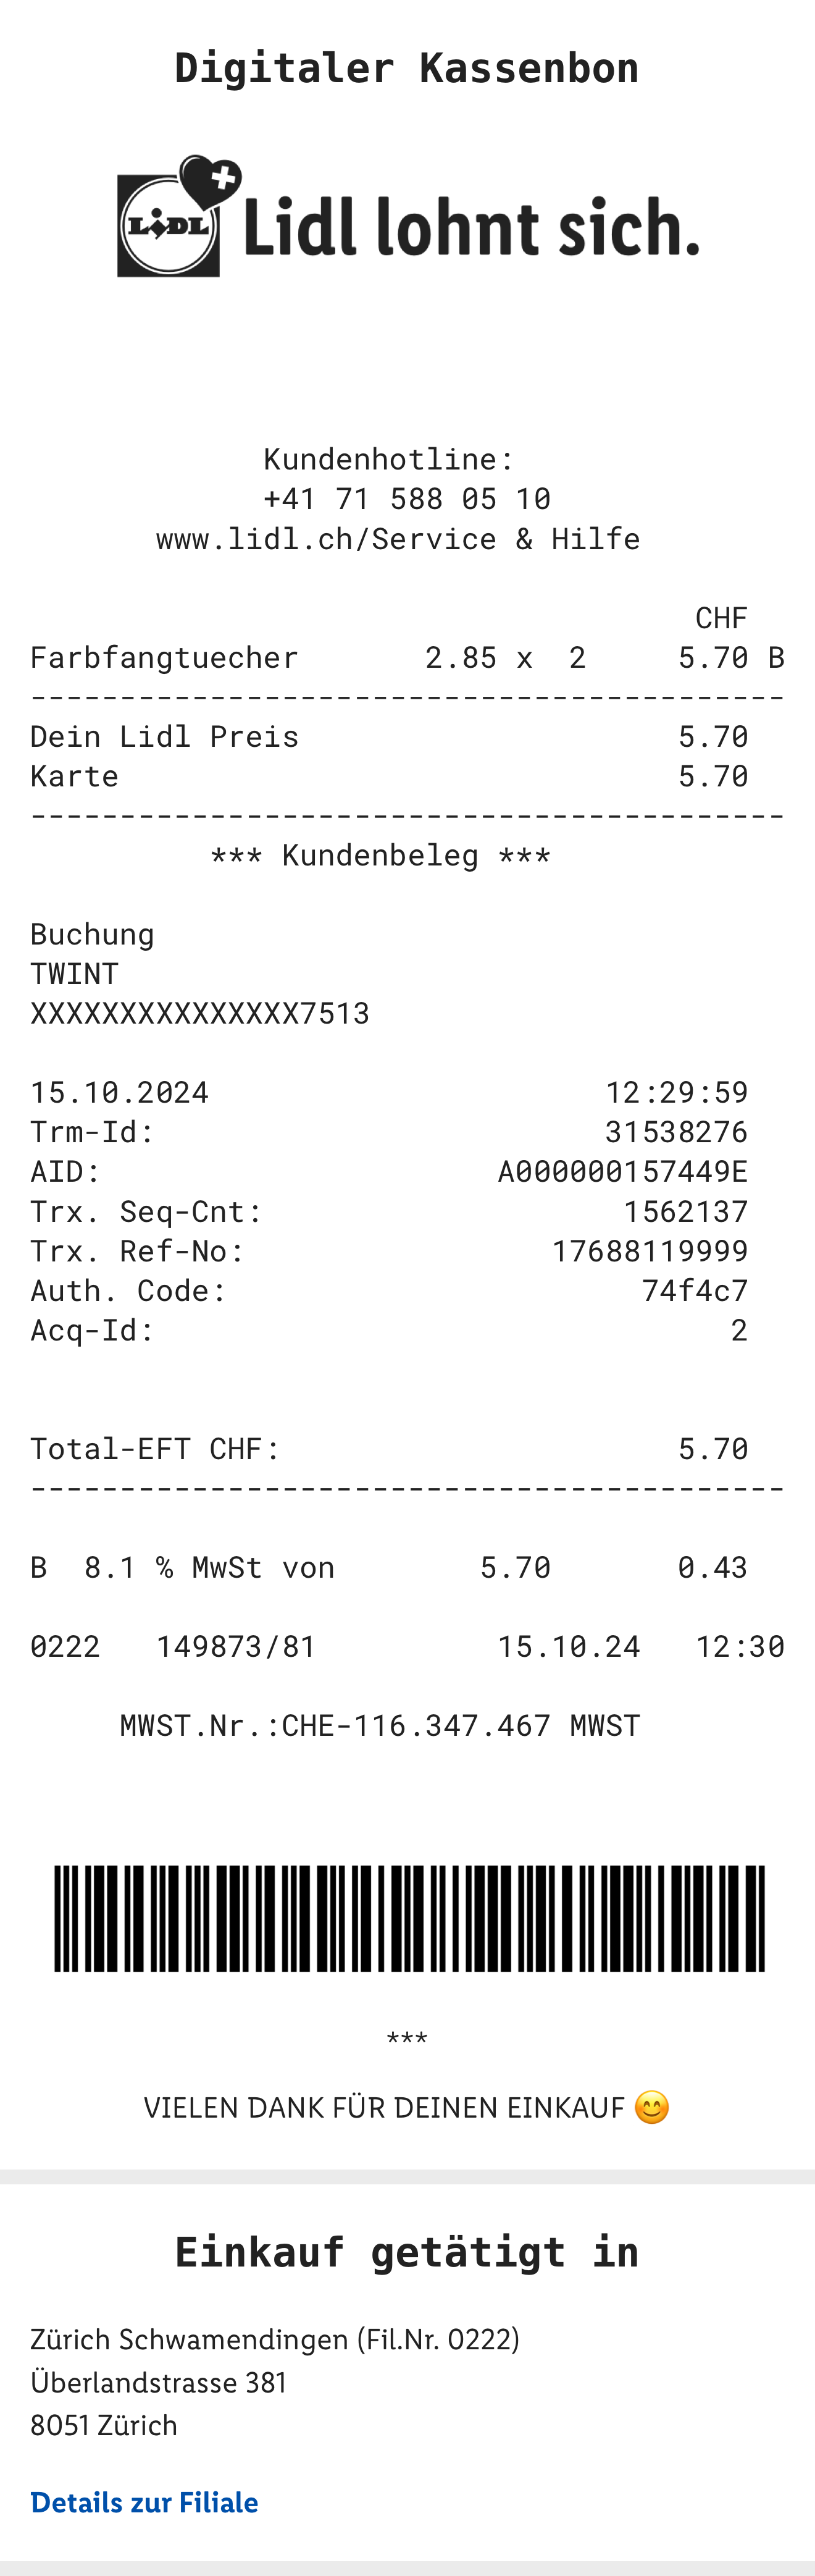 Digitaler Kassenbon
LiDL Lidl lohnt sich.
Kundenhotline:
+41 71 588 05 10
www.lidl.ch/Service & Hilfe
CHF
Farbfangtuecher 2.85 x 2 5.70 B
------------------------------------------
Dein Lidl Preis 5.70
Karte 5.70
------------------------------------------
*** Kundenbeleg ***
Buchung
TWINT
XXXXXXXXXXXXXXX7513
15.10.2024 12:29:59
Trm-Id: 31538276
AID: A000000157449E
Trx. Seq-Cnt: 1562137
Trx. Ref-No: 17688119999
Auth. Code: 74f4c7
Acq-Id: 2
Total-EFT CHF: 5.70
------------------------------------------
B 8.1 % MwSt von 5.70 0.43
0222 149873/81 15.10.24 12:30
MWST.Nr.:CHE-116.347.467 MWST
***
VIELEN DANK FÜR DEINEN EINKAUF 😊
Einkauf getätigt in
Zürich Schwamendingen (Fil.Nr. 0222)
Überlandstrasse 381
8051 Zürich
Details zur Filiale